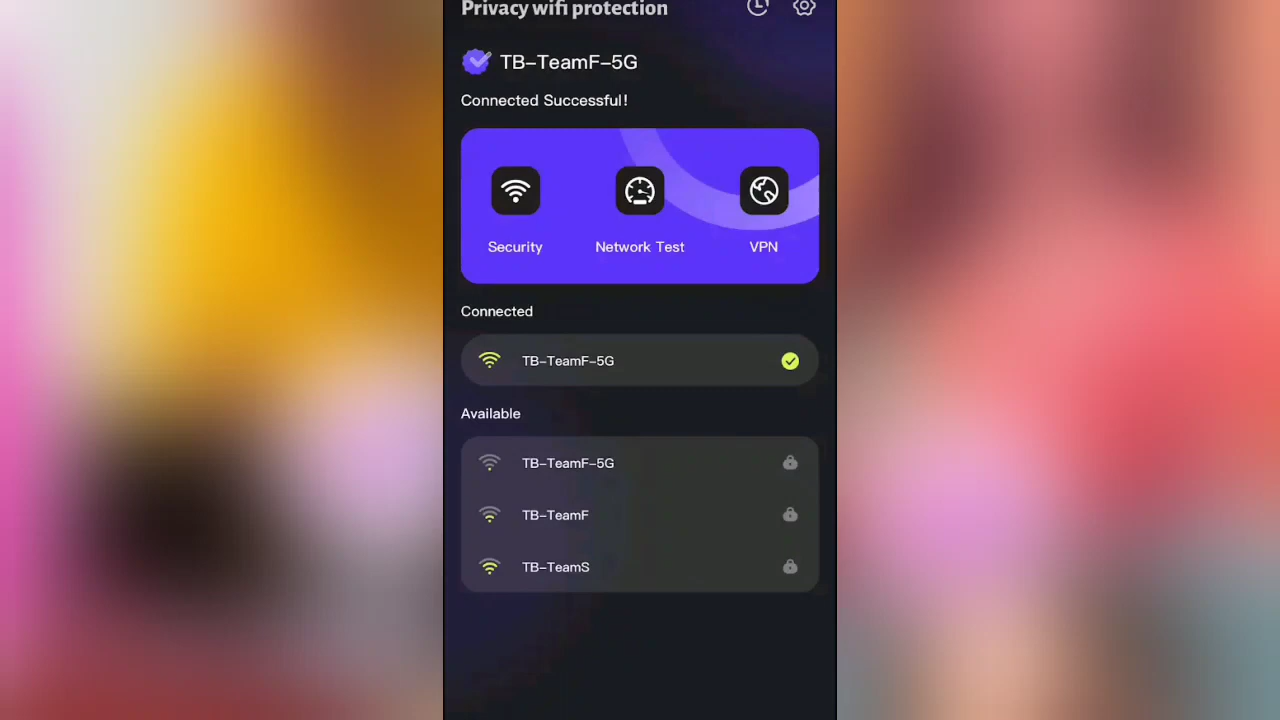 Privacy wifi protection
TB-TeamF-5G
Connected Successful!
Security Network Test VPN
Connected
TB-TeamF-5G
Available
TB-TeamF-5G
TB-TeamF
TB-TeamS